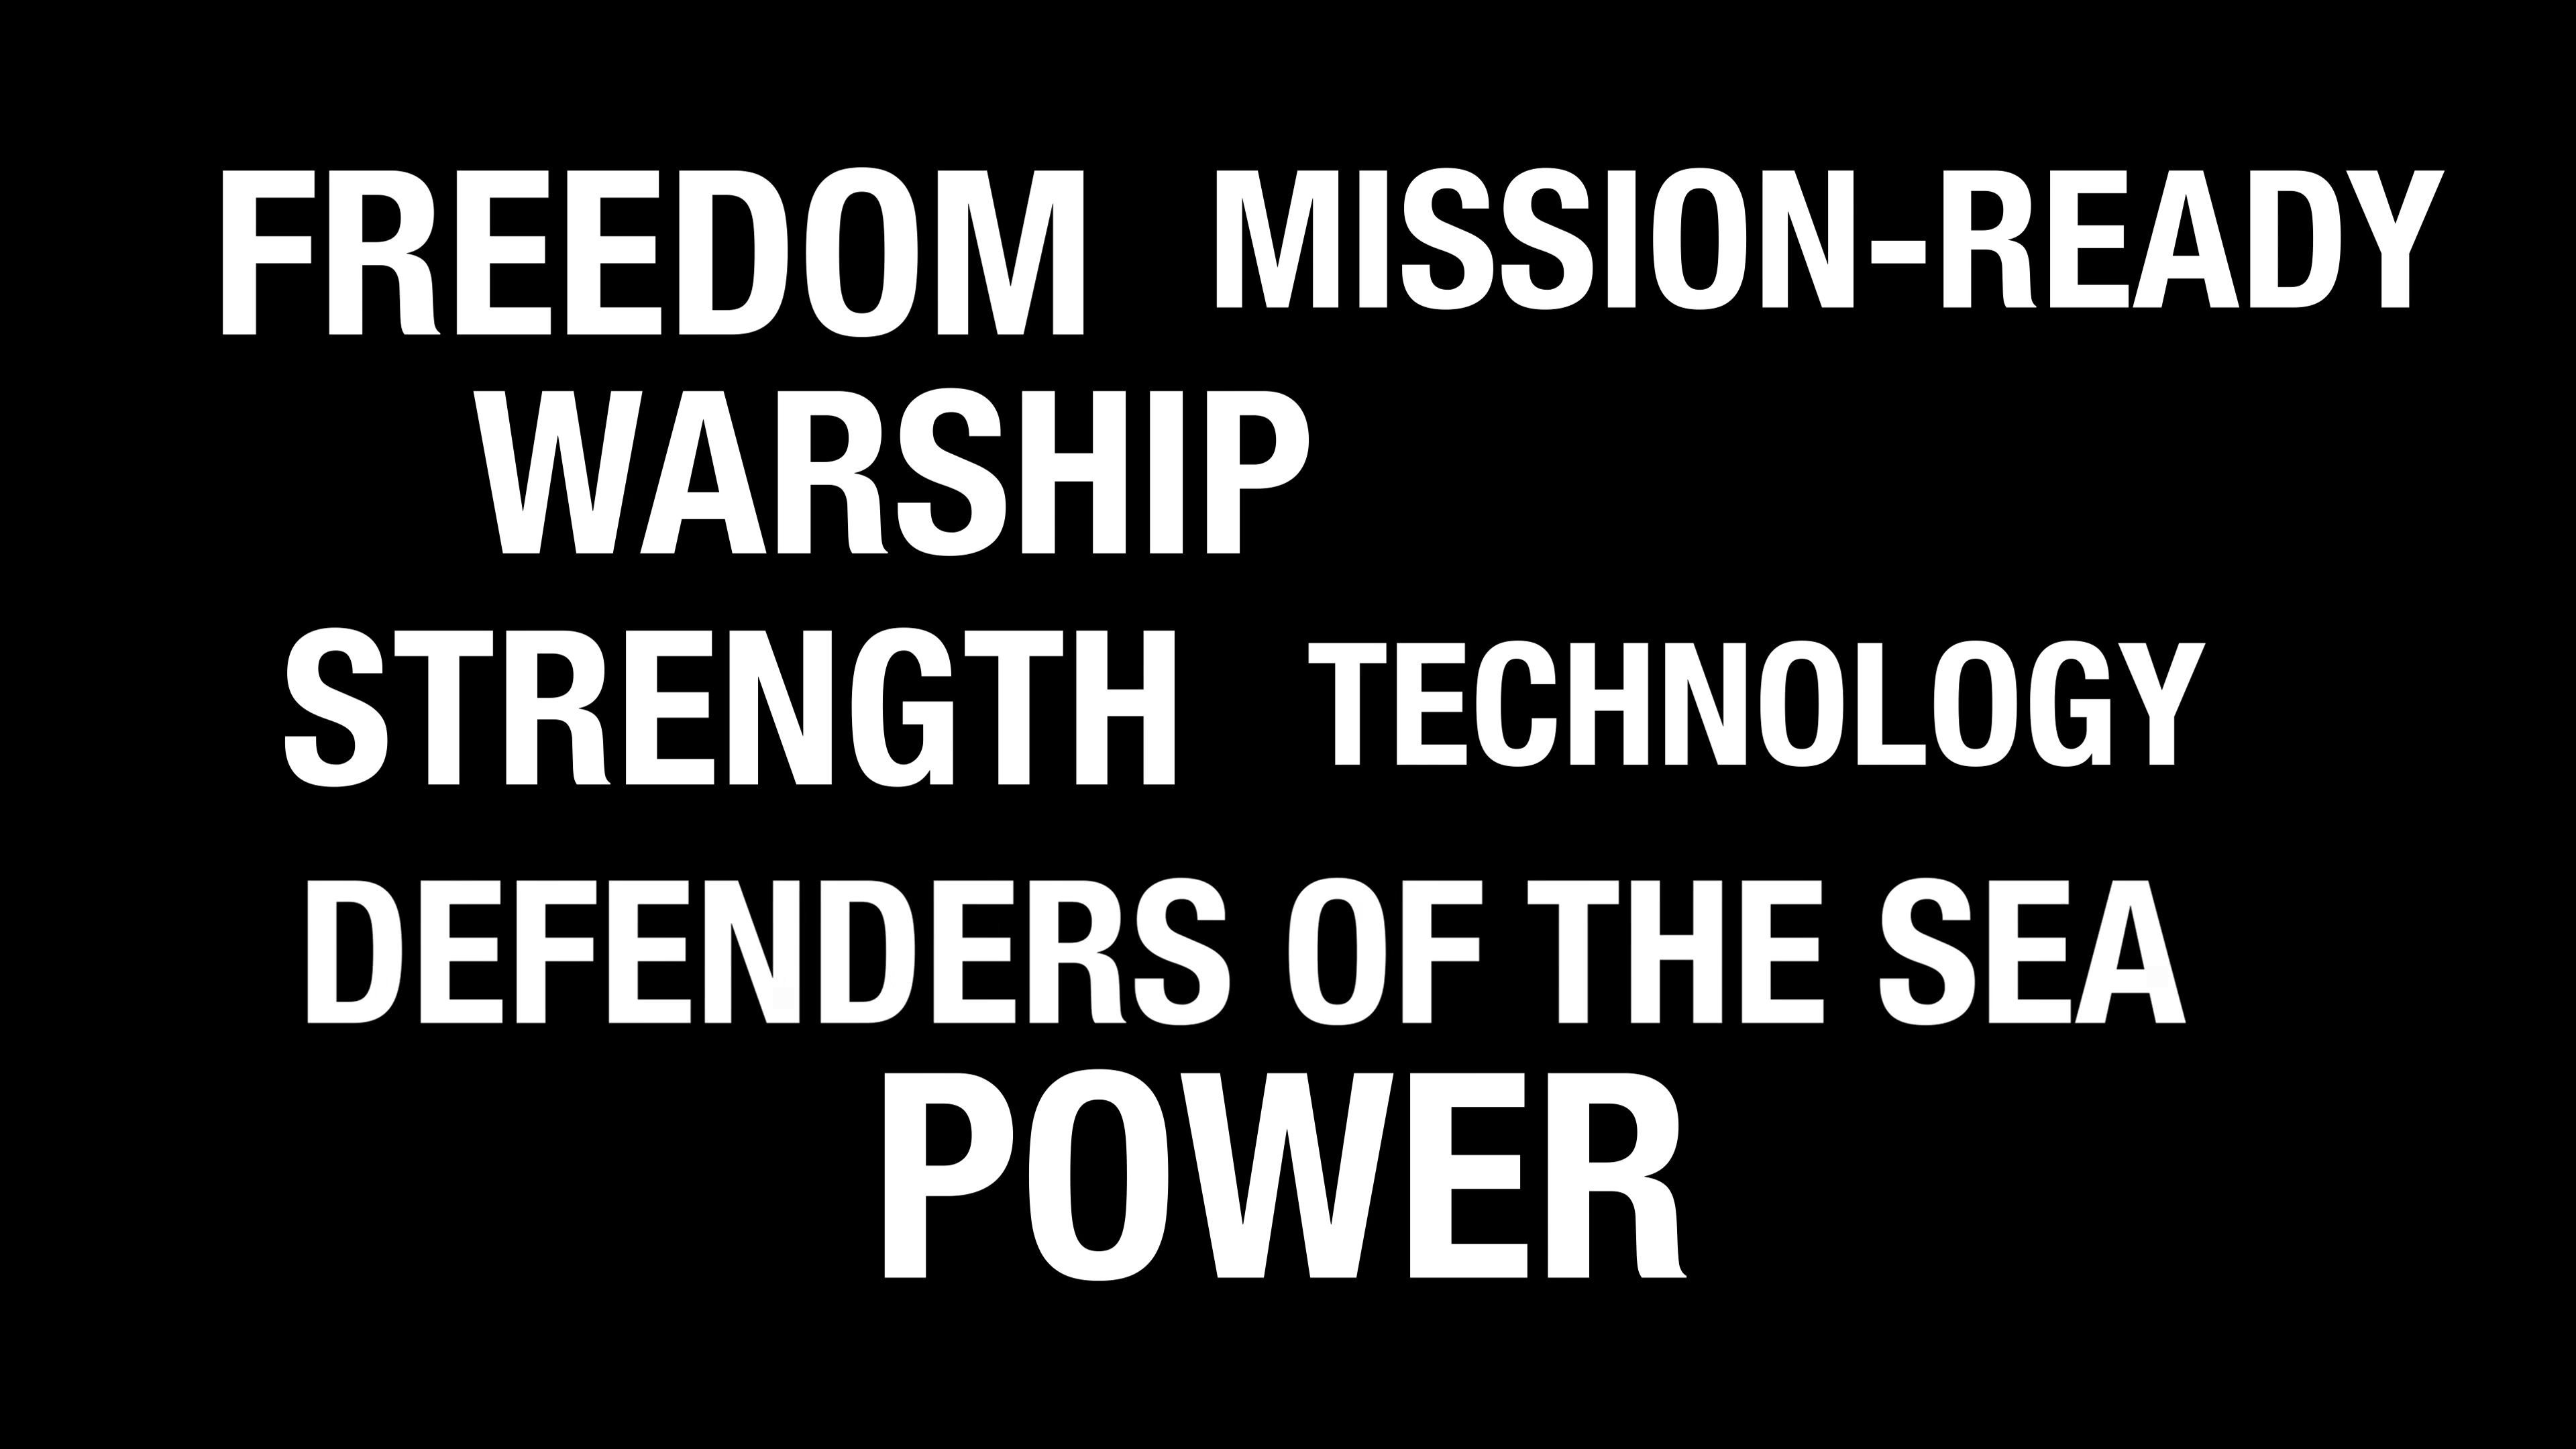 FREEDOM MISSION-READY
WARSHIP
STRENGTH TECHNOLOGY
DEFENDERS OF THE SEA
POWER